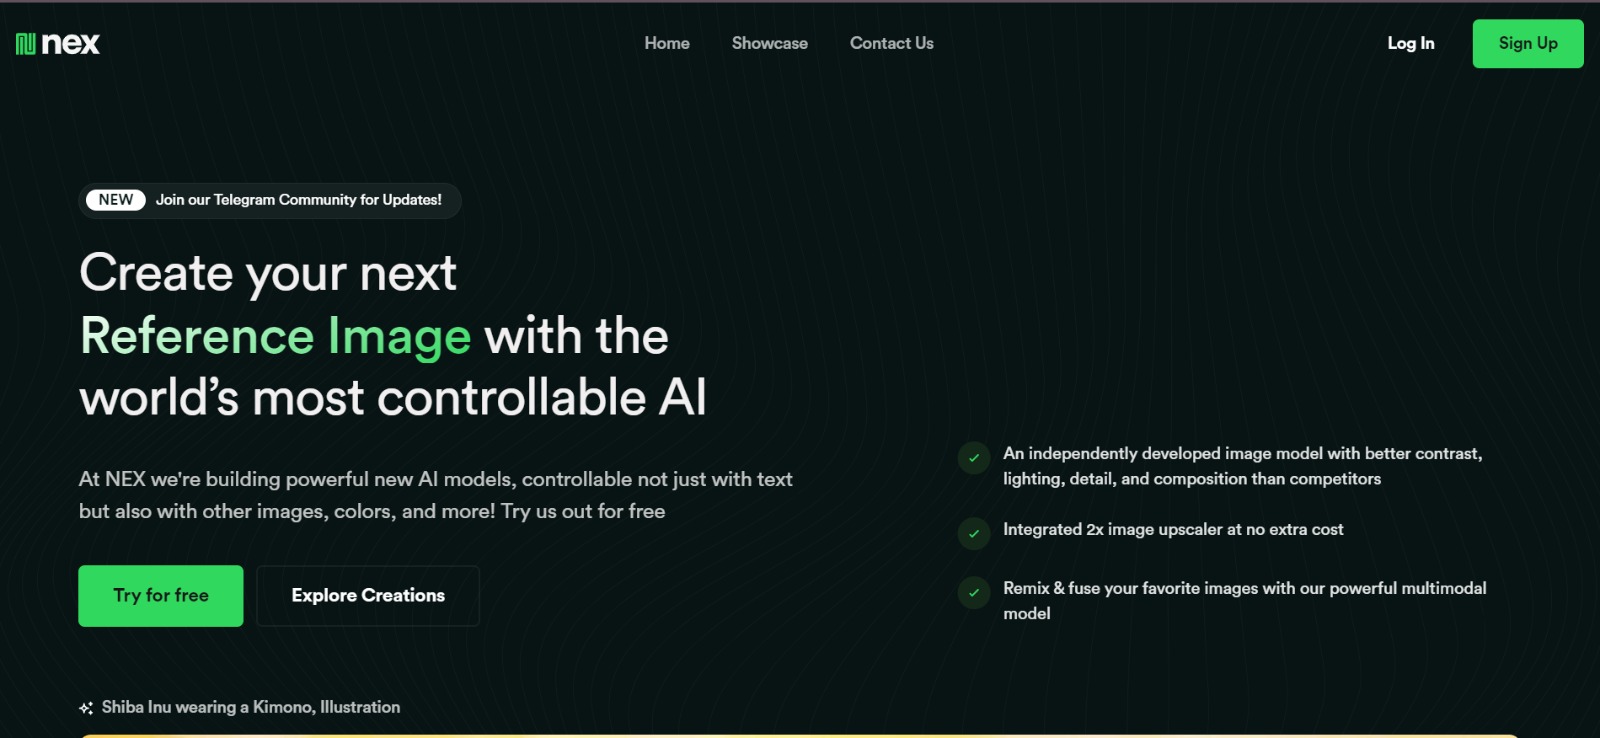 nex
Home
Showcase
Contact Us
Log In
Sign Up
NEW Join our Telegram Community for Updates!
Create your next
Reference Image with the
world’s most controllable AI
At NEX we're building powerful new AI models, controllable not just with text
but also with other images, colors, and more! Try us out for free
Try for free
Explore Creations
An independently developed image model with better contrast,
lighting, detail, and composition than competitors
Integrated 2x image upscaler at no extra cost
Remix & fuse your favorite images with our powerful multimodal
model
Shiba Inu wearing a Kimono, Illustration